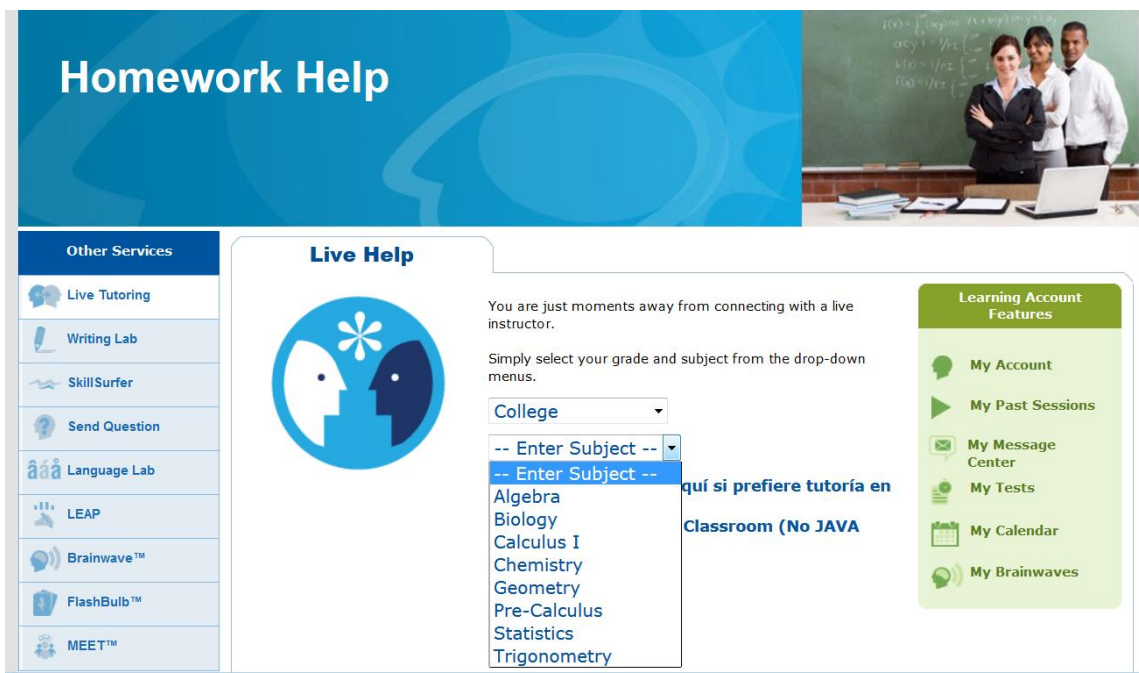 Homework Help
Other Services
Live Tutoring
Writing Lab
SkillSurfer
Send Question
âáå Language Lab
LEAP
Brainwave™
FlashBulb™
MEET™
Live Help
You are just moments away from connecting with a live
instructor.
Simply select your grade and subject from the drop-down
menus.
College
-- Enter Subject --
-- Enter Subject --
Algebra
Biology
Calculus I
Chemistry
Geometry
Pre-Calculus
Statistics
Trigonometry
quí si prefiere tutoría en
Classroom (No JAVA
Learning Account
Features
My Account
My Past Sessions
My Message
Center
My Tests
My Calendar
My Brainwaves